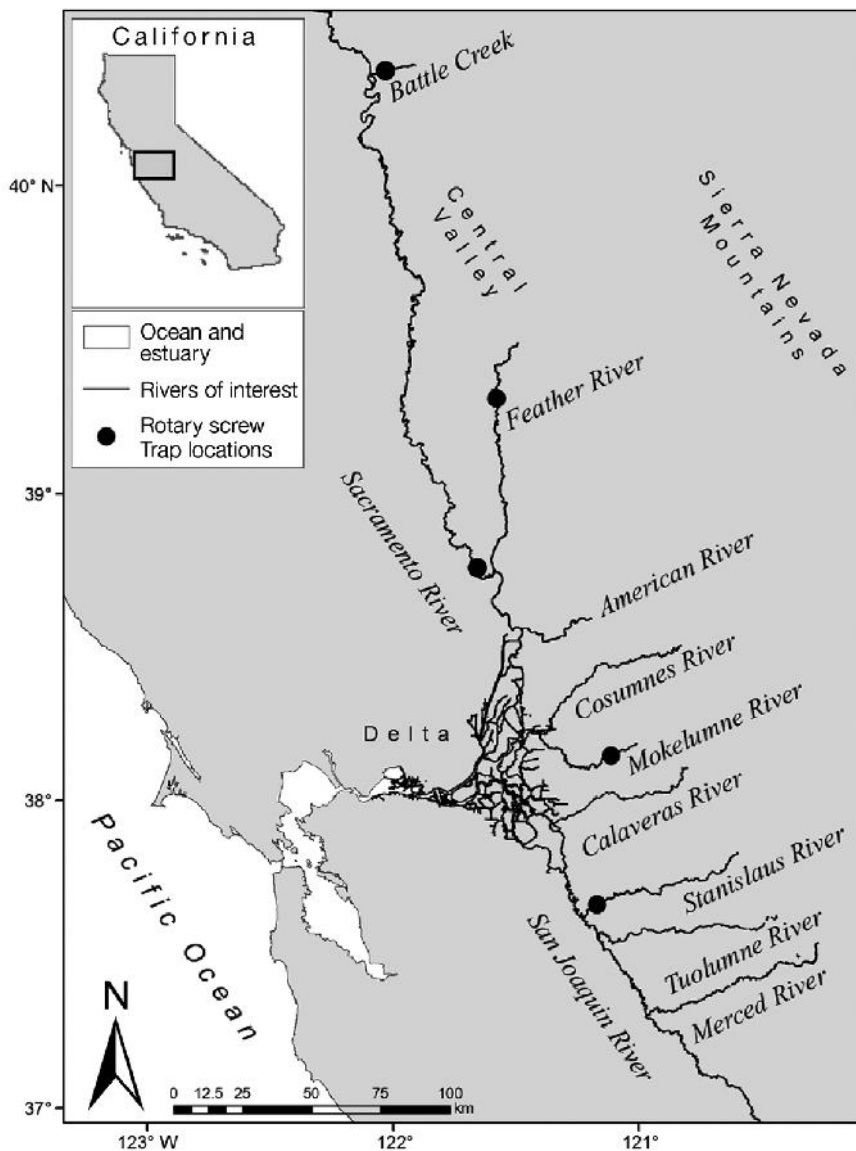 California
Ocean and
estuary
Rivers of interest
Rotary screw
Trap locations
Battle Creek
40° N
Central
Valley
Sierra Nevada
Mountains
Feather River
39°
Sacramento River
American River
Cosumnes River
Delta
Mokelumne River
38°
Calaveras River
Pacific Ocean
Stanislaus River
San Joaquin River
Tuolumne River
Merced River
N
0 12.5 25 50 75 100
km
37°
123° W 122° 121°